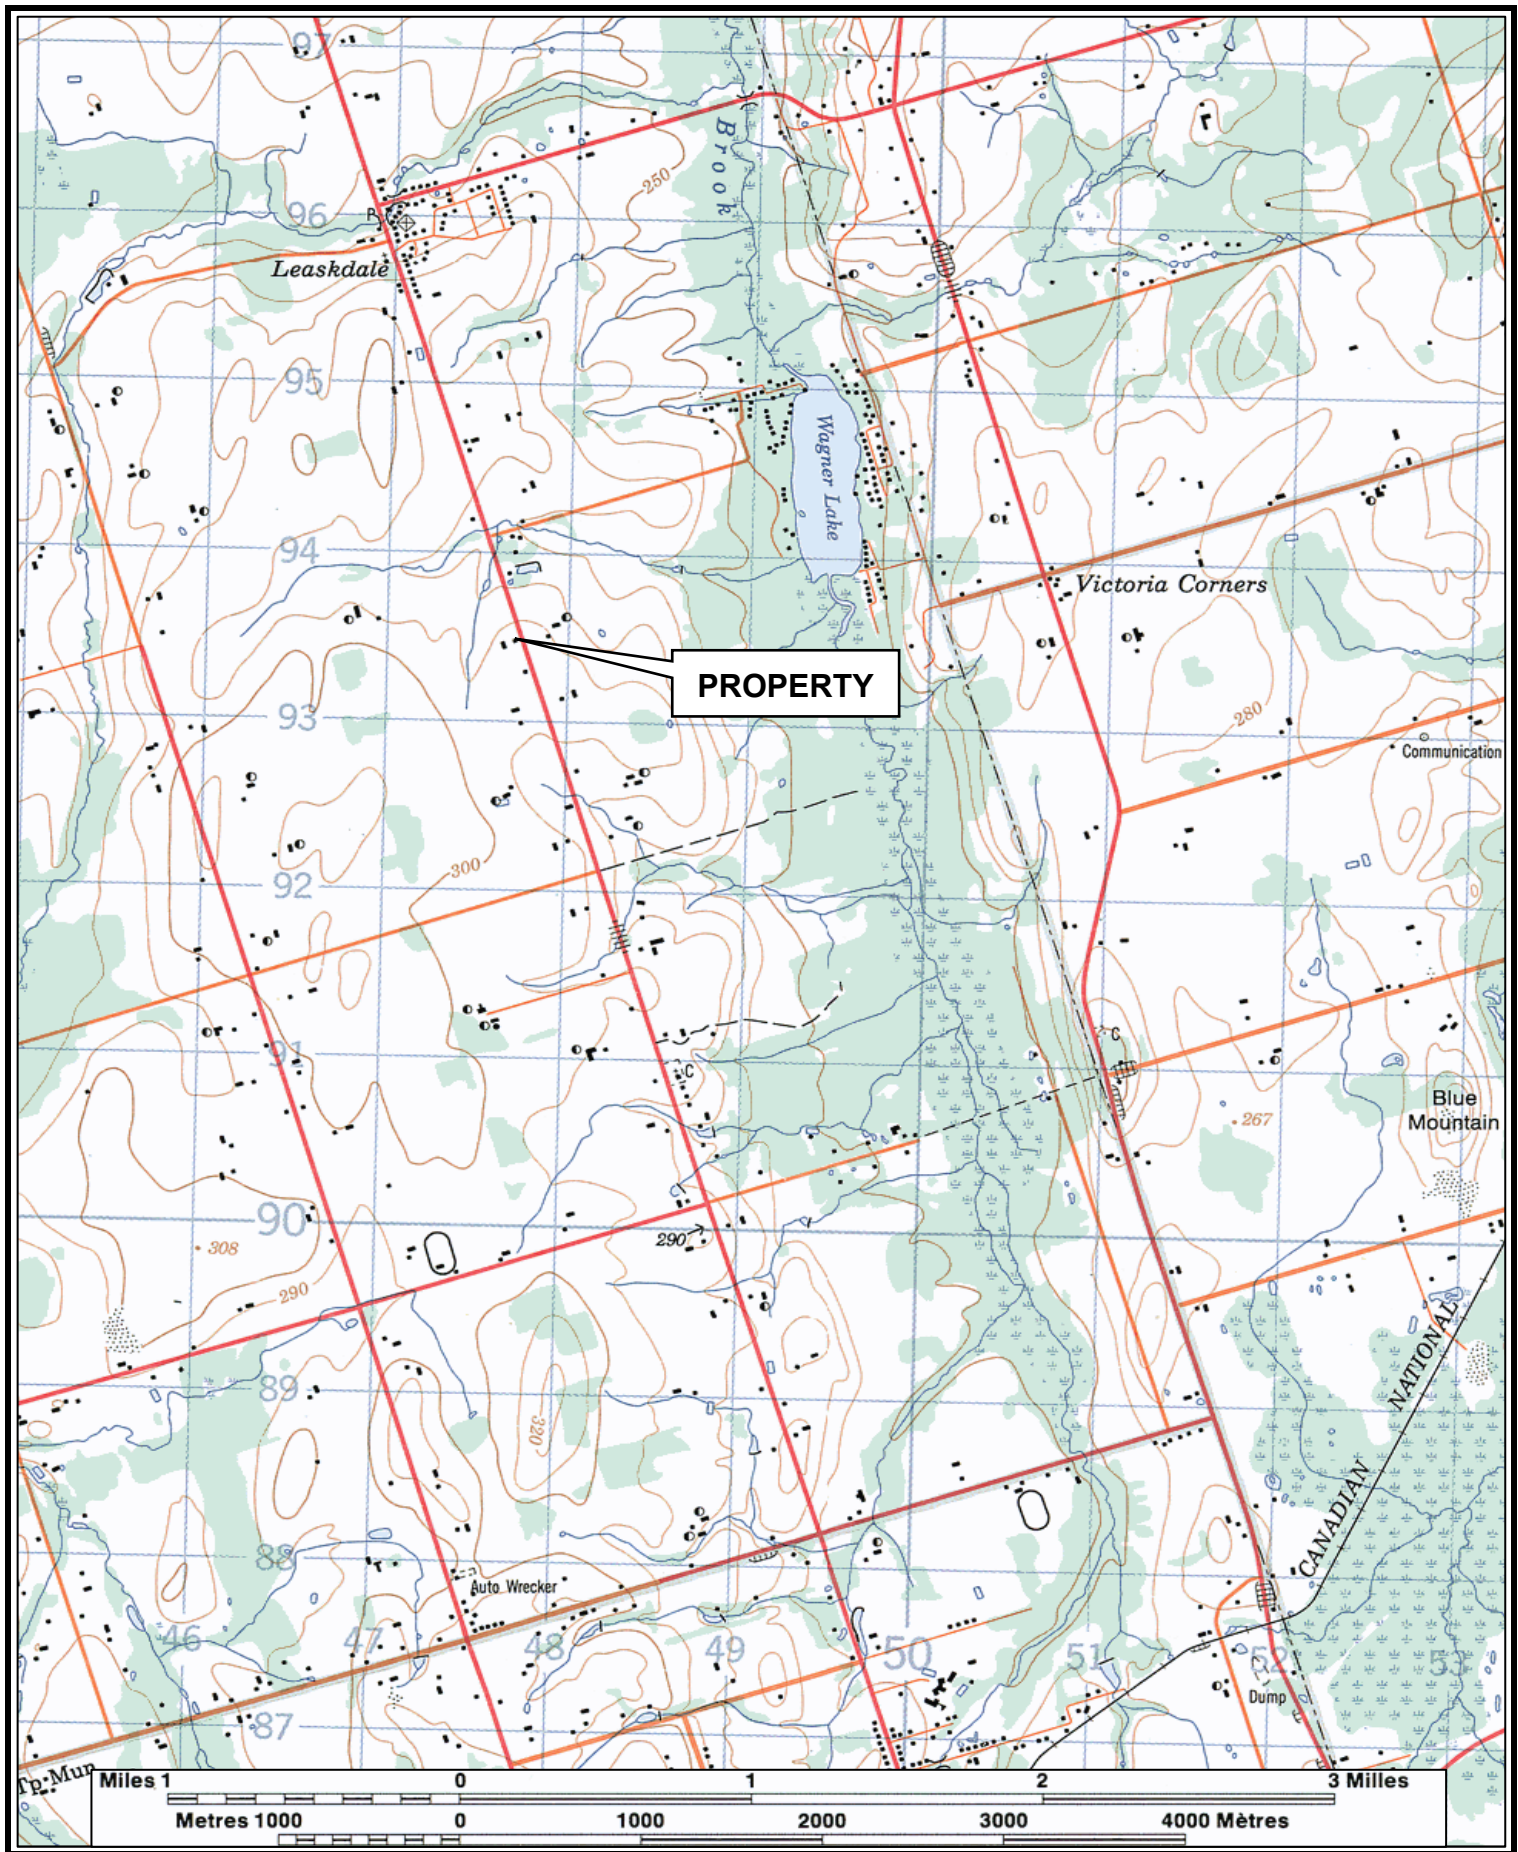 97
Brook
250
P
96
Leaskdale
95
Wagner Lake
94
Victoria Corners
PROPERTY
93
280
Communication
300
92
C
91
C
Blue
Mountain
267
90
290
308
290
NATIONAL
89
320
CANADIAN
88
Auto Wrecker
46
47
48
49
50
51
52
53
Dump
87
Tp. Mun
Miles 1 0 1 2 3 Milles
Metres 1000 0 1000 2000 3000 4000 Mètres